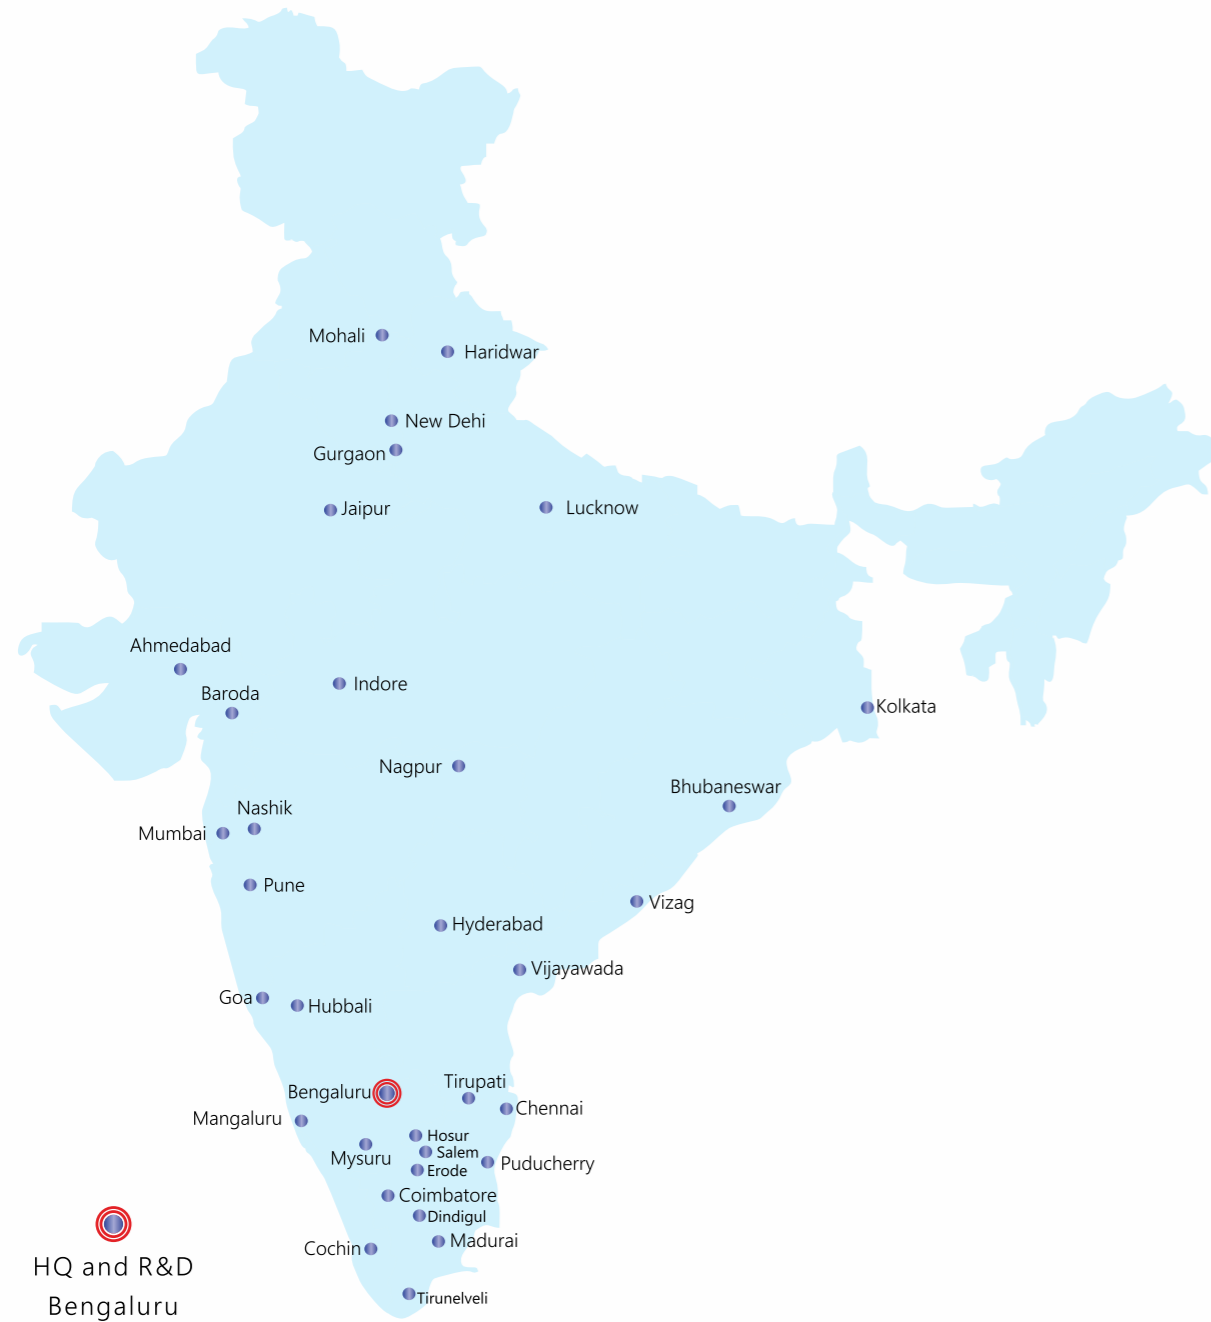 Mohali
Haridwar
New Dehi
Gurgaon
Jaipur
Lucknow
Ahmedabad
Indore
Baroda
Kolkata
Nagpur
Bhubaneswar
Nashik
Mumbai
Pune
Vizag
Hyderabad
Vijayawada
Goa
Hubbali
Tirupati
Bengaluru
Chennai
Mangaluru
Hosur
Salem
Mysuru
Puducherry
Erode
Coimbatore
Dindigul
Madurai
Cochin
Tirunelveli
HQ and R&D
Bengaluru